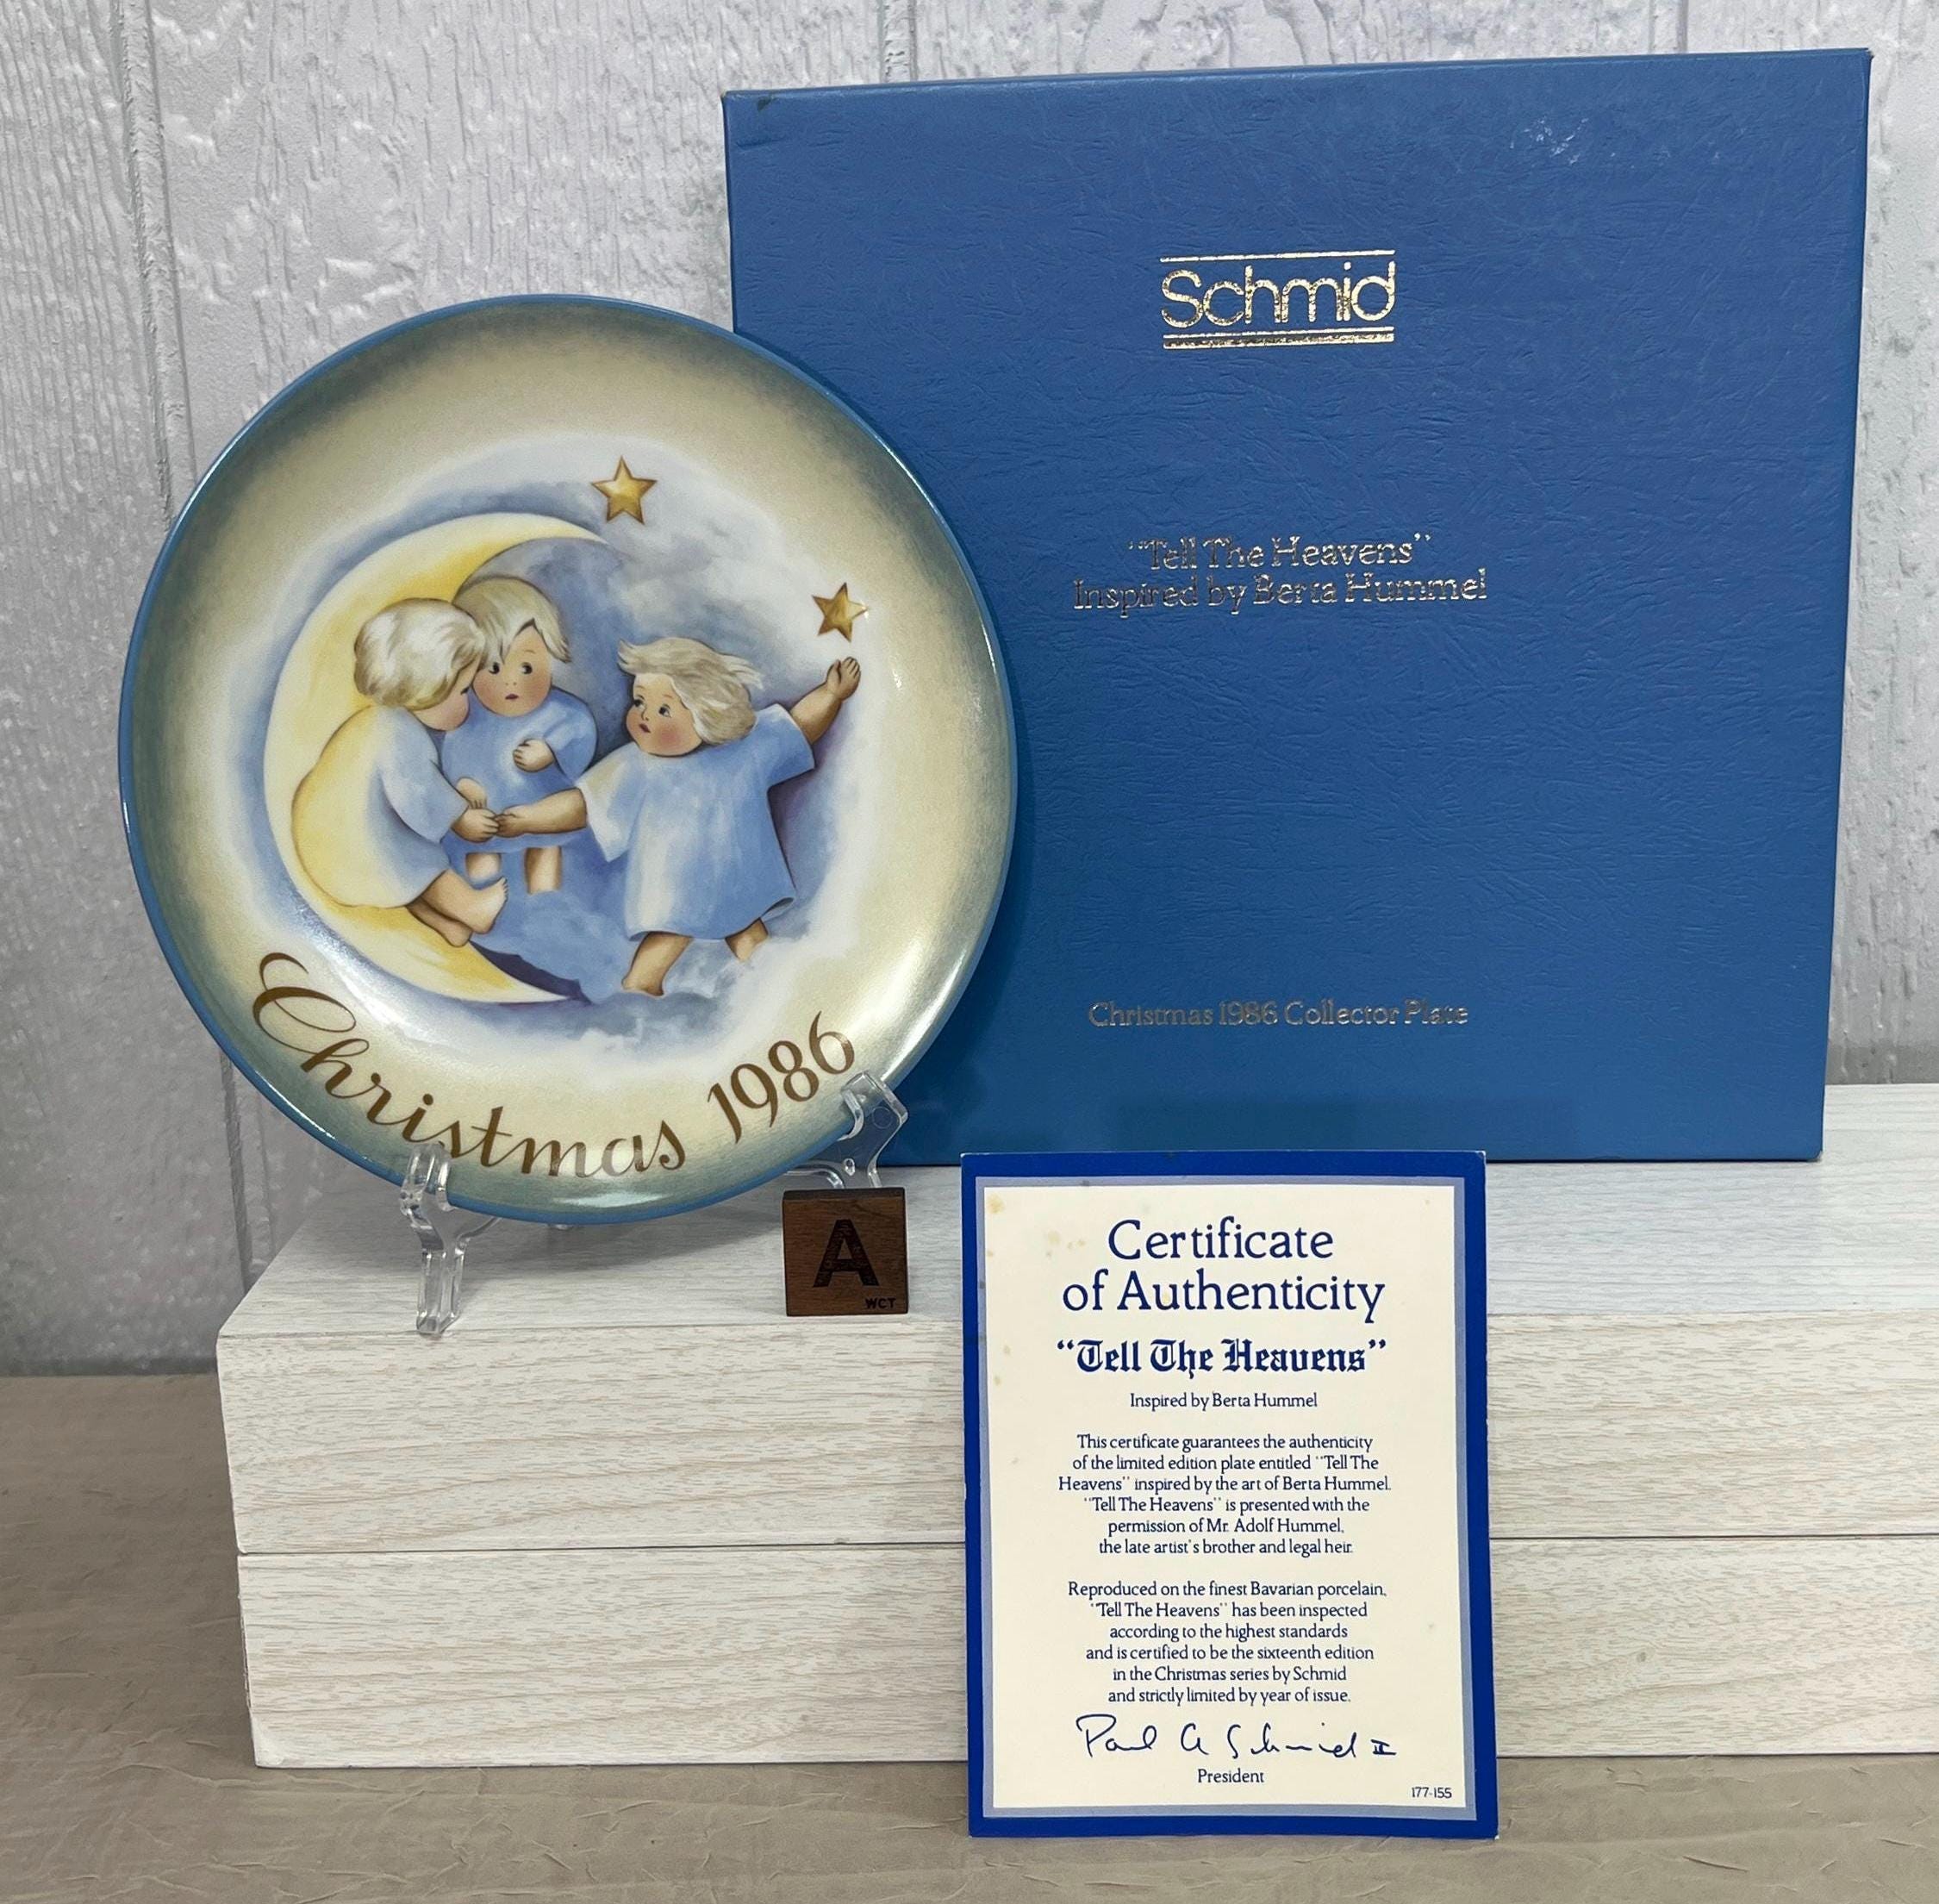 Schmid
"Tell The Heavens"
Inspired by Berta Hummel
Christmas 1986 Collector Plate
Christmas 1986
A
WCT
Certificate
of Authenticity
"Tell The Heavens"
Inspired by Berta Hummel
This certificate guarantees the authenticity
of the limited edition plate entitled "Tell The
Heavens" inspired by the art of Berta Hummel.
"Tell The Heavens" is presented with the
permission of Mr. Adolf Hummel,
the late artist's brother and legal heir.
Reproduced on the finest Bavarian porcelain,
"Tell The Heavens" has been inspected
according to the highest standards
and is certified to be the sixteenth edition
in the Christmas series by Schmid
and strictly limited by year of issue.
Paul A Schmid II
President
177-155